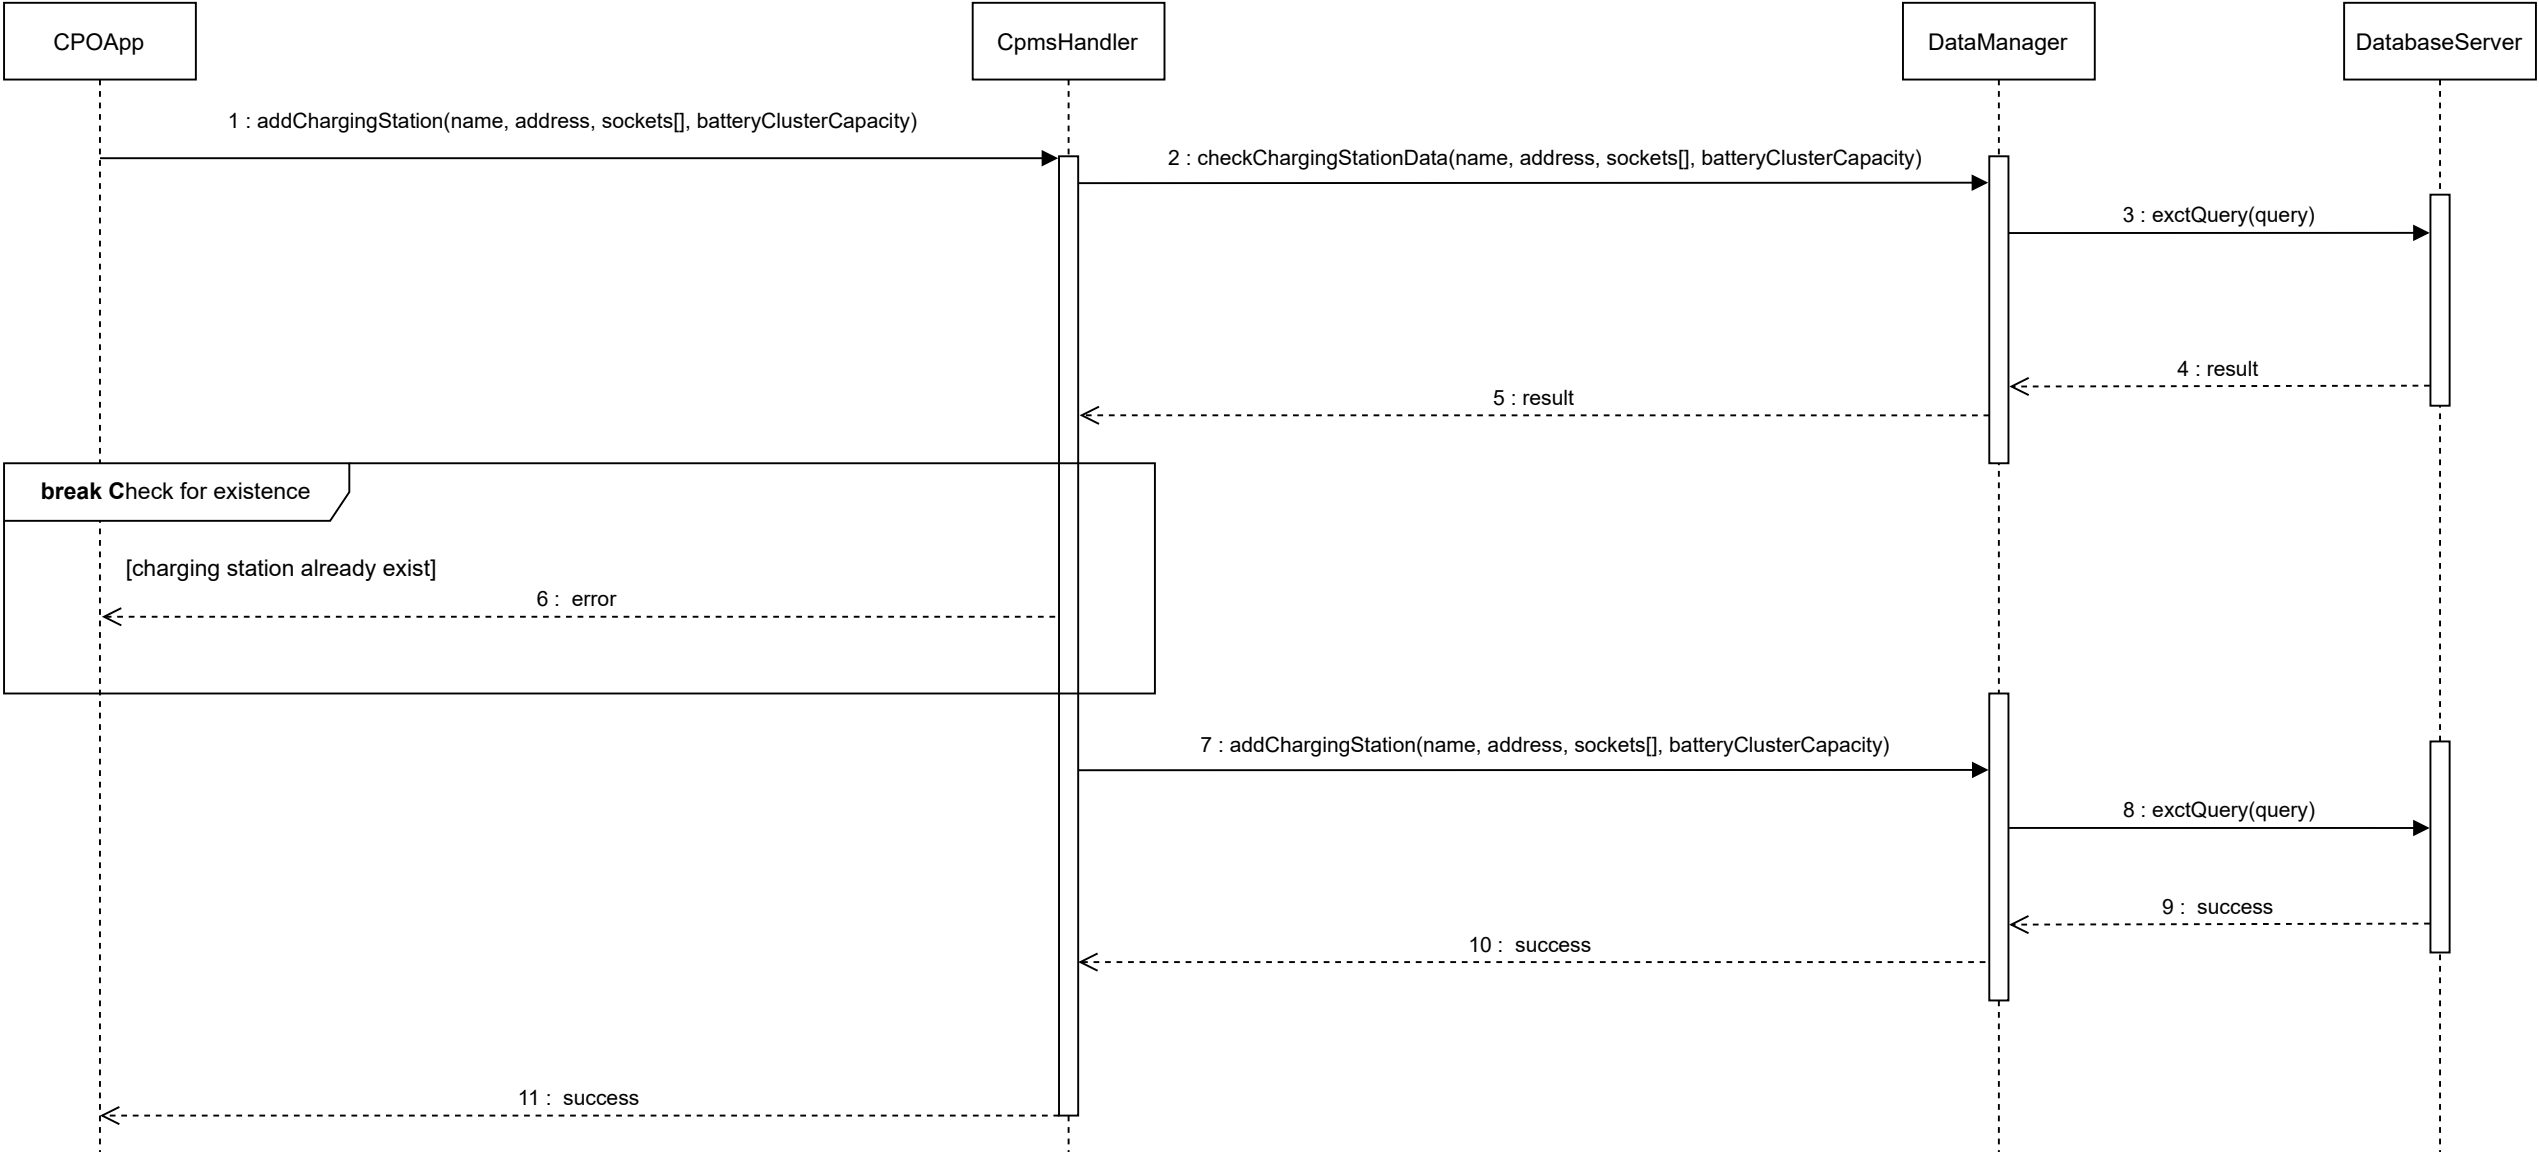 CPOApp
CpmsHandler
DataManager
DatabaseServer
1 : addChargingStation(name, address, sockets[], batteryClusterCapacity)
2 : checkChargingStationData(name, address, sockets[], batteryClusterCapacity)
3 : exctQuery(query)
4 : result
5 : result
break Check for existence
[charging station already exist]
6 : error
7 : addChargingStation(name, address, sockets[], batteryClusterCapacity)
8 : exctQuery(query)
9 : success
10 : success
11 : success